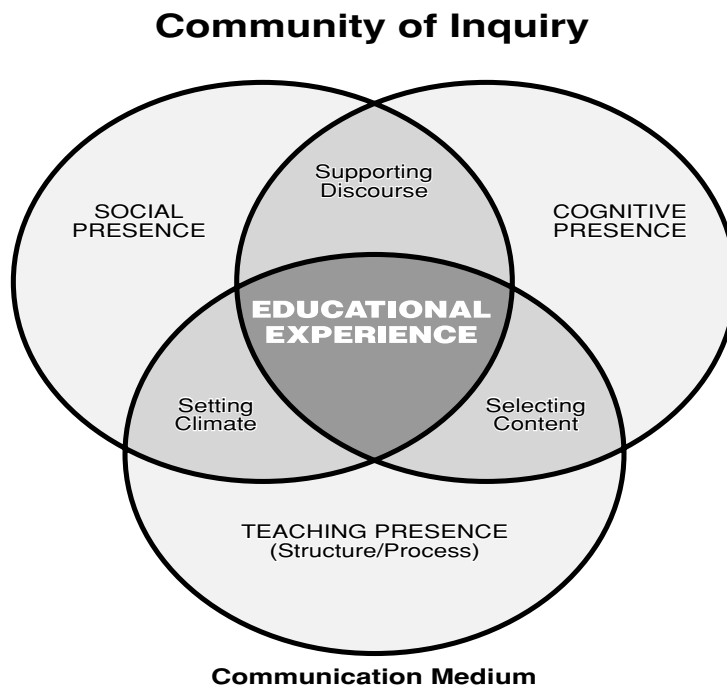 Community of Inquiry
Supporting
Discourse
SOCIAL
PRESENCE
COGNITIVE
PRESENCE
EDUCATIONAL
EXPERIENCE
Setting
Climate
Selecting
Content
TEACHING PRESENCE
(Structure/Process)
Communication Medium